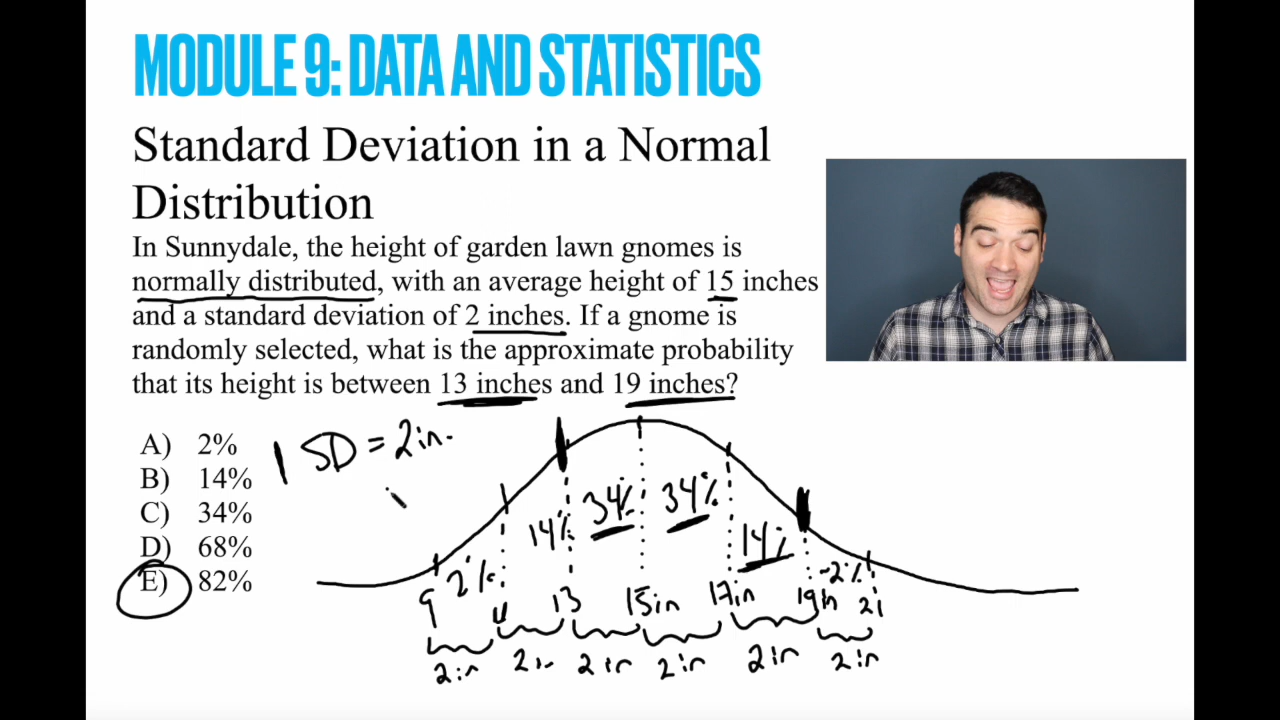 MODULE 9: DATA AND STATISTICS
Standard Deviation in a Normal
Distribution
In Sunnydale, the height of garden lawn gnomes is
normally distributed, with an average height of 15 inches
and a standard deviation of 2 inches. If a gnome is
randomly selected, what is the approximate probability
that its height is between 13 inches and 19 inches?
A) 2%
B) 14%
C) 34%
D) 68%
E) 82%
1 SD = 2in.
2% 14% 34% 34% 14% ~2%
9 11 13 15in 17in 19in 21
2in 2in 2in 2in 2in 2in